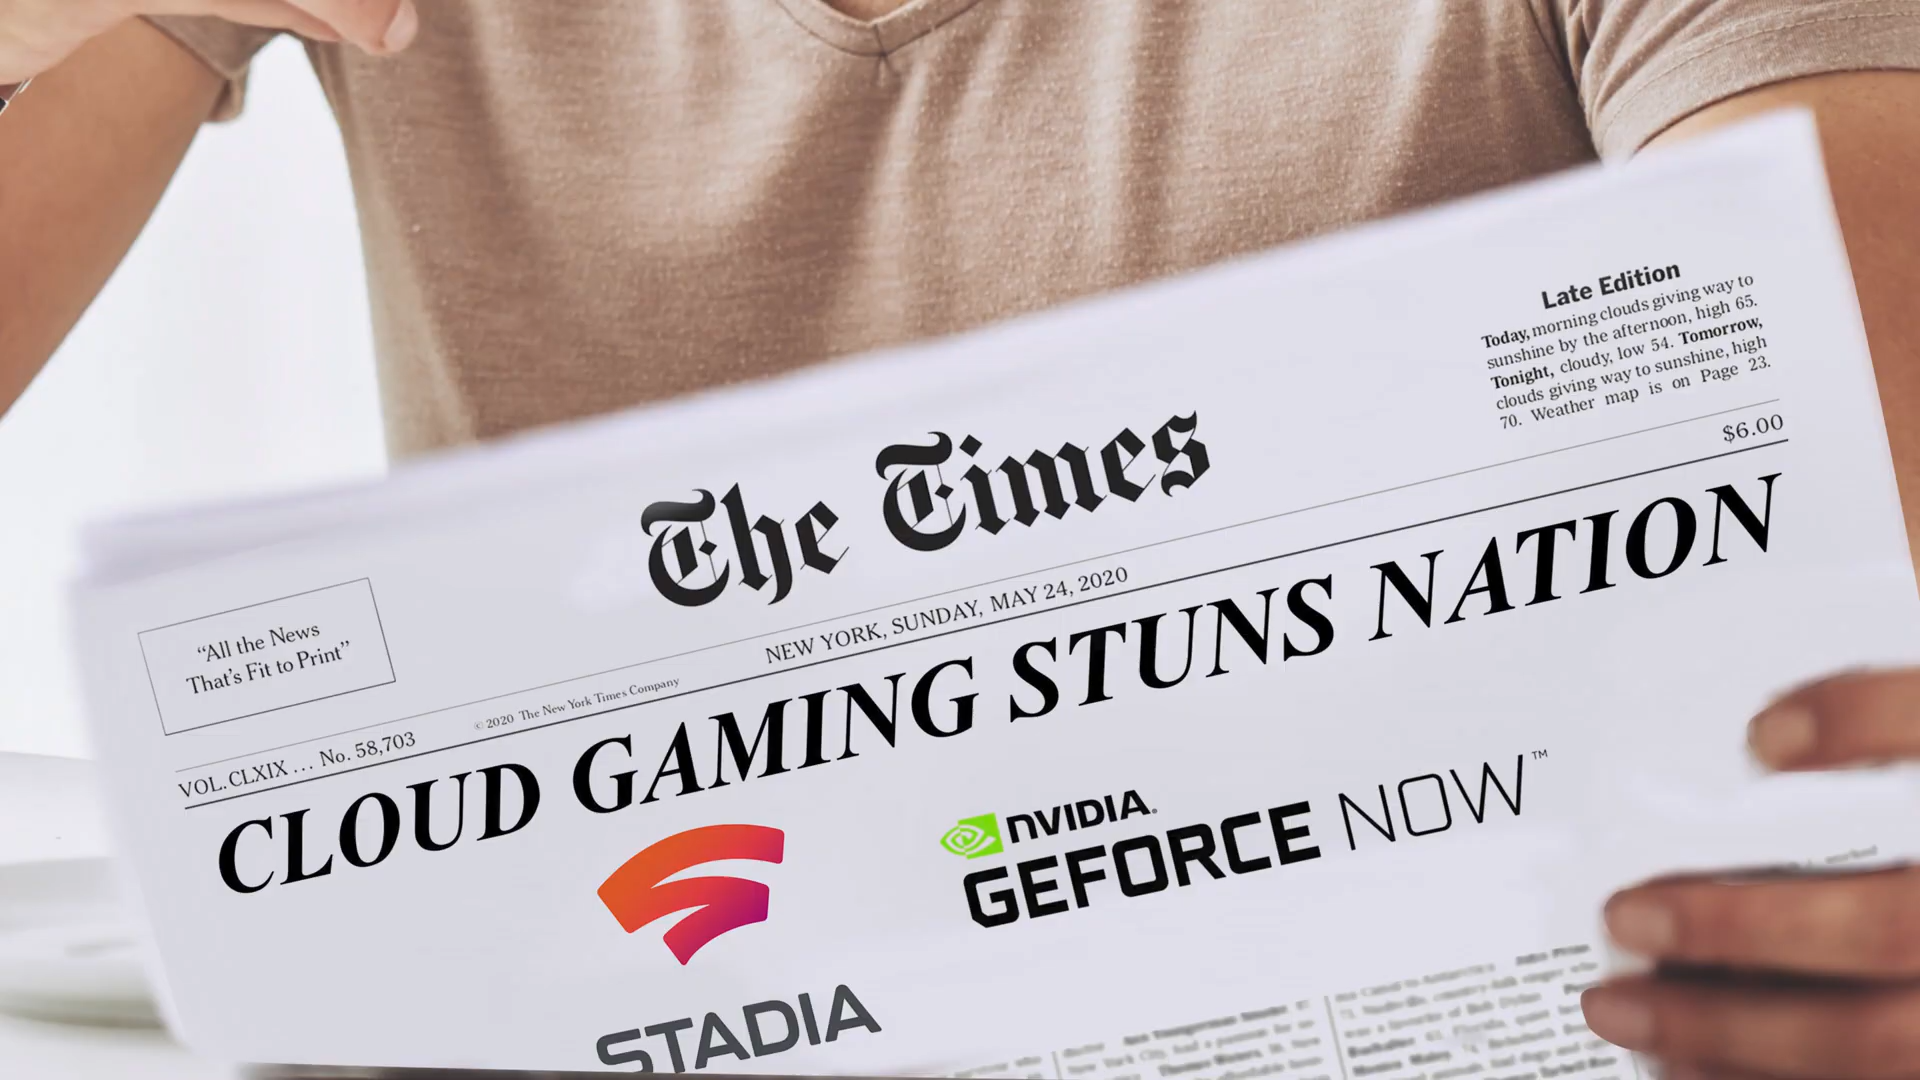 The Times
"All the News
That's Fit to Print"
Late Edition
Today, morning clouds giving way to
sunshine by the afternoon, high 65.
Tonight, cloudy, low 54. Tomorrow,
clouds giving way to sunshine, high
70. Weather map is on Page 23.
VOL. CLXIX ... No. 58,703
© 2020 The New York Times Company
NEW YORK, SUNDAY, MAY 24, 2020
$6.00
CLOUD GAMING STUNS NATION
STADIA
NVIDIA®
GEFORCE NOW™